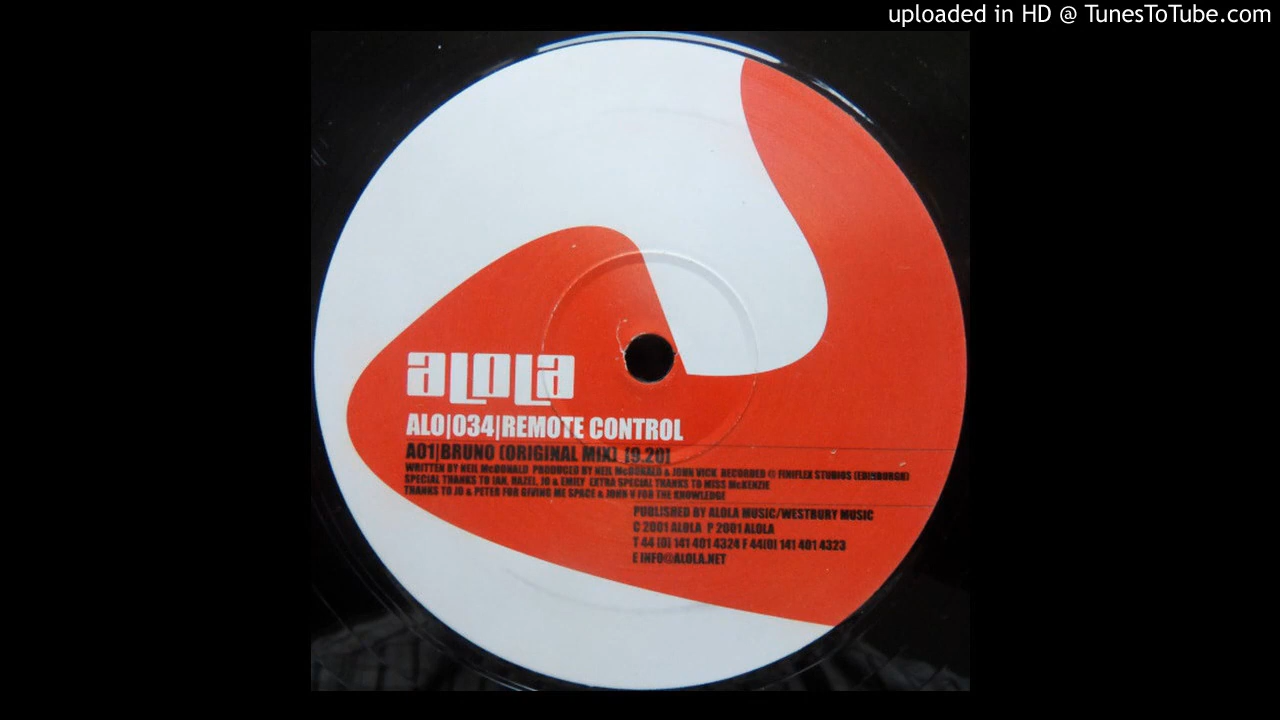 uploaded in HD @ TunesToTube.com
aLoLa
ALO|034|REMOTE CONTROL
A01|BRUNO (ORIGINAL MIX) [9.20]
WRITTEN BY NEIL McDONALD PRODUCED BY NEIL McDONALD & JOHN VICK. RECORDED @ FINIFLEX STUDIOS (EDINBURGH)
SPECIAL THANKS TO IAN, HAZEL, JO & EMILY EXTRA SPECIAL THANKS TO MISS McKENZIE
THANKS TO JO & PETER FOR GIVING ME SPACE & JOHN V FOR THE KNOWLEDGE
PUBLISHED BY ALOLA MUSIC/WESTBURY MUSIC
C 2001 ALOLA P 2001 ALOLA
T 44 (0) 141 401 4324 F 44(0) 141 401 4323
E INFO@ALOLA.NET